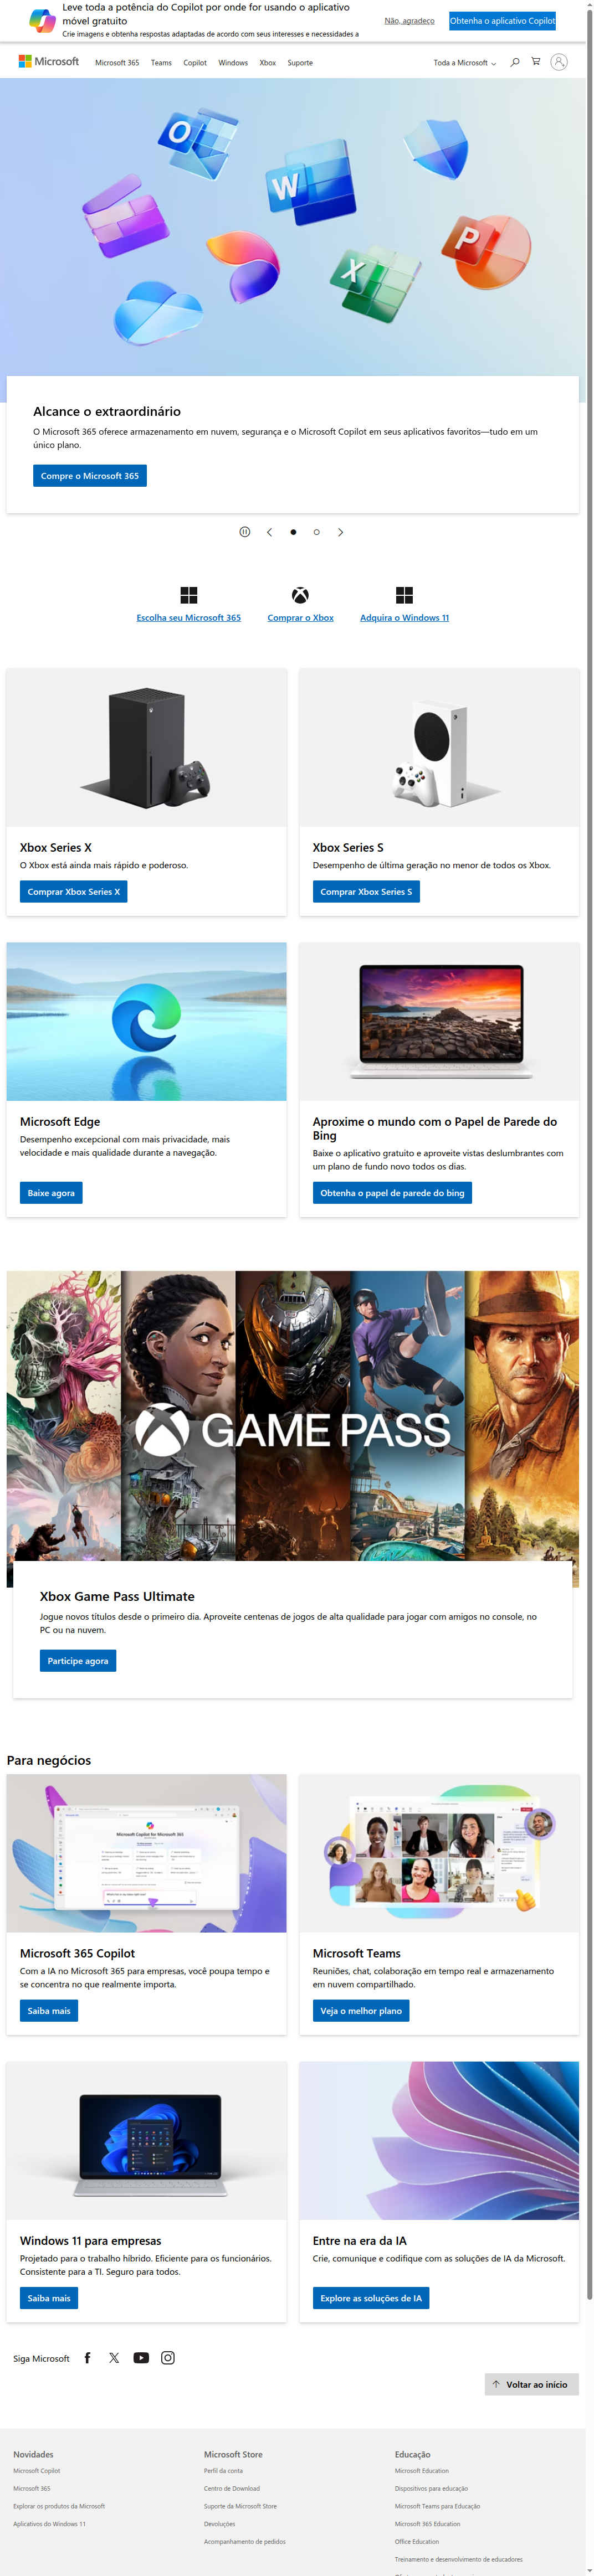 Leve toda a potência do Copilot por onde for usando o aplicativo
móvel gratuito
Crie imagens e obtenha respostas adaptadas de acordo com seus interesses e necessidades a
Não, agradeço
Obtenha o aplicativo Copilot
Microsoft
Microsoft 365
Teams
Copilot
Windows
Xbox
Suporte
Toda a Microsoft
O
W
X
P
Alcance o extraordinário
O Microsoft 365 oferece armazenamento em nuvem, segurança e o Microsoft Copilot em seus aplicativos favoritos—tudo em um
único plano.
Compre o Microsoft 365
Escolha seu Microsoft 365
Comprar o Xbox
Adquira o Windows 11
Xbox Series X
O Xbox está ainda mais rápido e poderoso.
Comprar Xbox Series X
Xbox Series S
Desempenho de última geração no menor de todos os Xbox.
Comprar Xbox Series S
Microsoft Edge
Desempenho excepcional com mais privacidade, mais
velocidade e mais qualidade durante a navegação.
Baixe agora
Aproxime o mundo com o Papel de Parede do
Bing
Baixe o aplicativo gratuito e aproveite vistas deslumbrantes com
um plano de fundo novo todos os dias.
Obtenha o papel de parede do bing
GAME PASS
Xbox Game Pass Ultimate
Jogue novos títulos desde o primeiro dia. Aproveite centenas de jogos de alta qualidade para jogar com amigos no console, no
PC ou na nuvem.
Participe agora
Para negócios
Microsoft Copilot for Microsoft 365
Microsoft 365 Copilot
Com a IA no Microsoft 365 para empresas, você poupa tempo e
se concentra no que realmente importa.
Saiba mais
Microsoft Teams
Reuniões, chat, colaboração em tempo real e armazenamento
em nuvem compartilhado.
Veja o melhor plano
Windows 11 para empresas
Projetado para o trabalho híbrido. Eficiente para os funcionários.
Consistente para a TI. Seguro para todos.
Saiba mais
Entre na era da IA
Crie, comunique e codifique com as soluções de IA da Microsoft.
Explore as soluções de IA
Siga Microsoft
Voltar ao início
Novidades
Microsoft Copilot
Microsoft 365
Explorar os produtos da Microsoft
Aplicativos do Windows 11
Microsoft Store
Perfil da conta
Centro de Download
Suporte da Microsoft Store
Devoluções
Acompanhamento de pedidos
Educação
Microsoft Education
Dispositivos para educação
Microsoft Teams para Educação
Microsoft 365 Education
Office Education
Treinamento e desenvolvimento de educadores